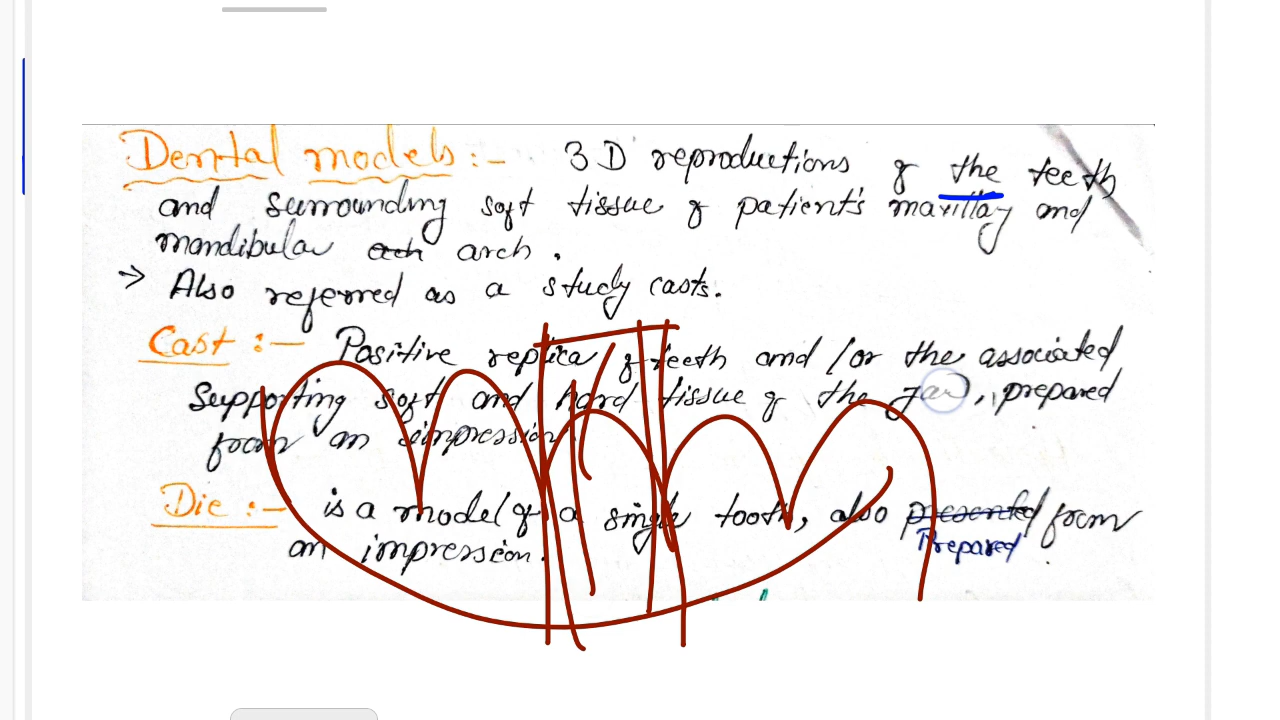 Dental models :- 3D reproductions of the teeth
and surrounding soft tissue of patient's maxillay and
mandibular arch.
→ Also referred as a study casts.
Cast :- Positive replica of teeth and /or the associated
Supporting soft and hard tissue of the jaw, prepared
from an impression.
Die :- is a model of a single tooth, also presented from
Prepared
an impression.